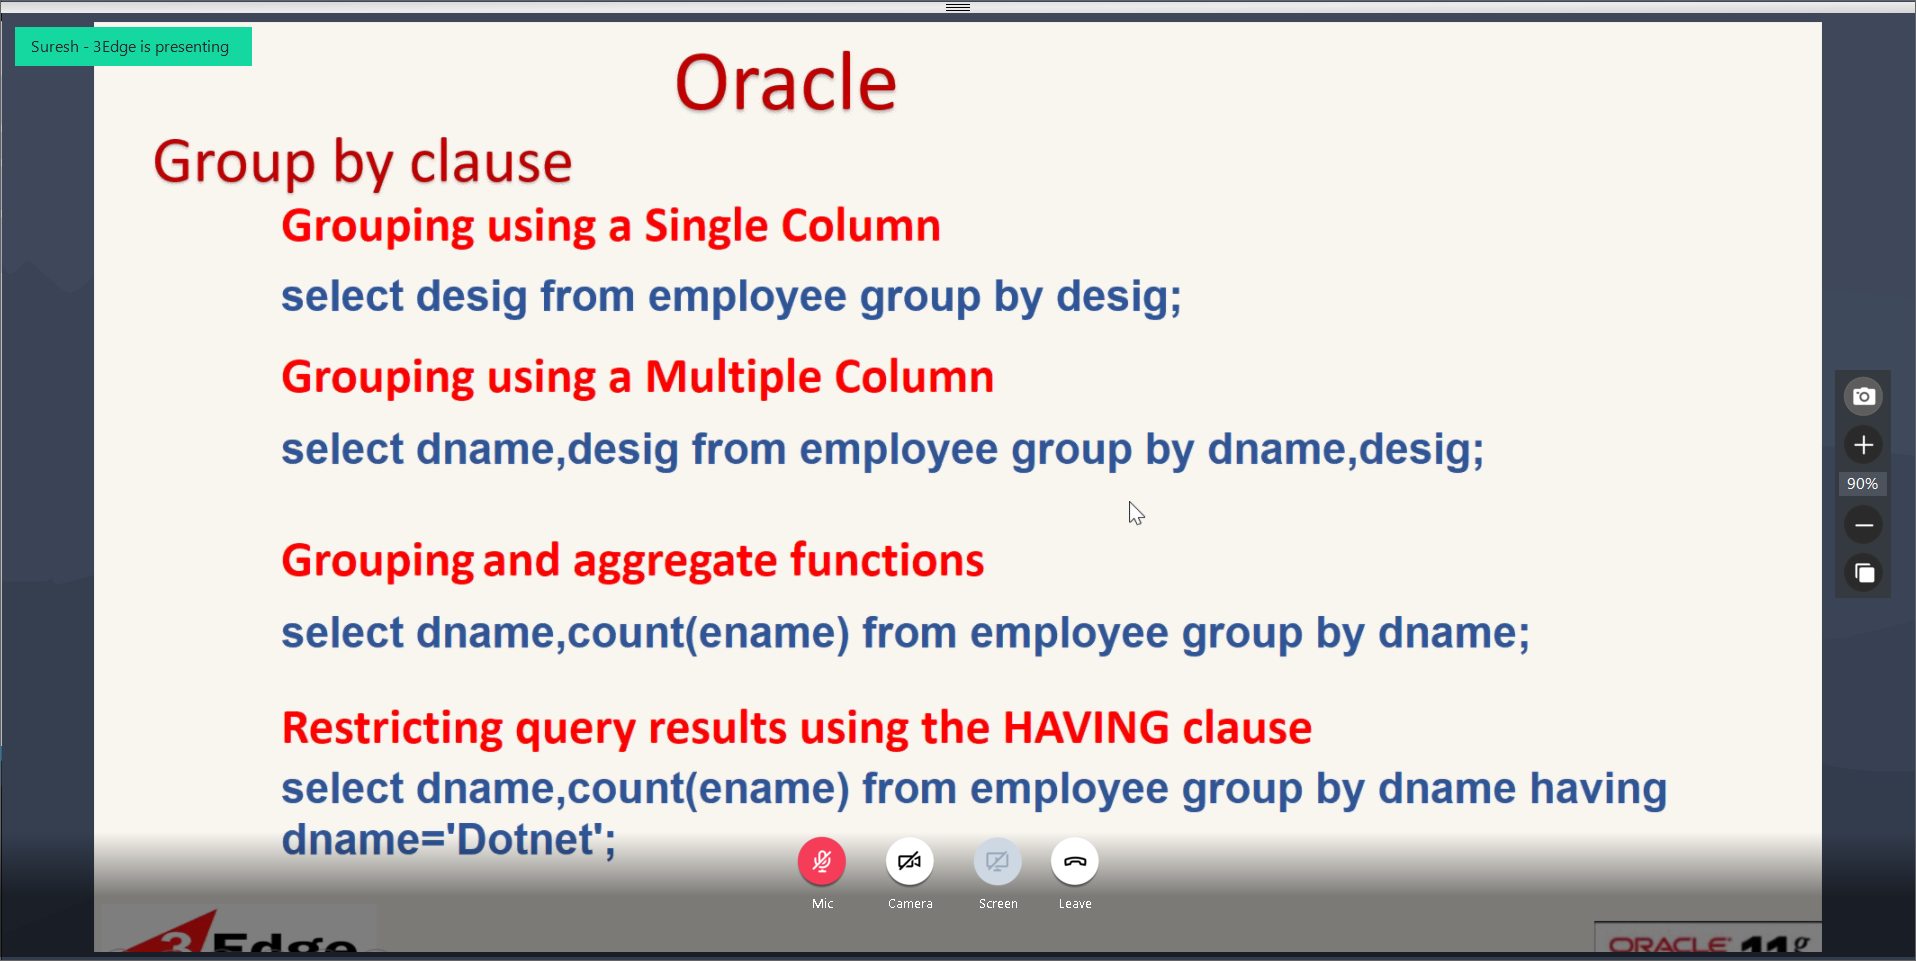 Suresh - 3Edge is presenting
Oracle
Group by clause
Grouping using a Single Column
select desig from employee group by desig;
Grouping using a Multiple Column
select dname,desig from employee group by dname,desig;
90%
Grouping and aggregate functions
select dname,count(ename) from employee group by dname;
Restricting query results using the HAVING clause
select dname,count(ename) from employee group by dname having
dname='Dotnet';
Mic Camera Screen Leave
3 Edge
ORACLE 11g